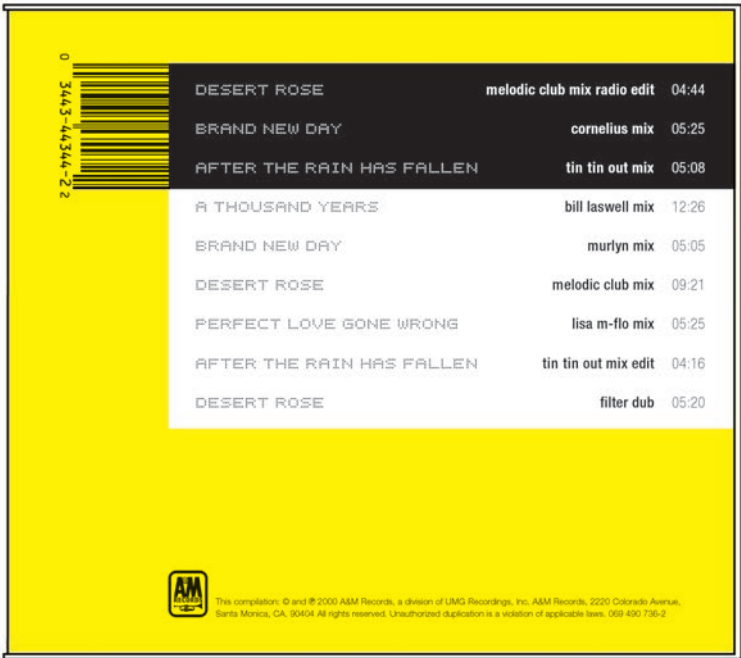 0 3443-44344-2 2
DESERT ROSE melodic club mix radio edit 04:44
BRAND NEW DAY cornelius mix 05:25
AFTER THE RAIN HAS FALLEN tin tin out mix 05:08
A THOUSAND YEARS bill laswell mix 12:26
BRAND NEW DAY murlyn mix 05:05
DESERT ROSE melodic club mix 09:21
PERFECT LOVE GONE WRONG lisa m-flo mix 05:25
AFTER THE RAIN HAS FALLEN tin tin out mix edit 04:16
DESERT ROSE filter dub 05:20
A&M
RECORDS
This compilation: © and ℗ 2000 A&M Records, a division of UMG Recordings, Inc. A&M Records, 2220 Colorado Avenue,
Santa Monica, CA. 90404 All rights reserved. Unauthorized duplication is a violation of applicable laws. 069 490 736-2